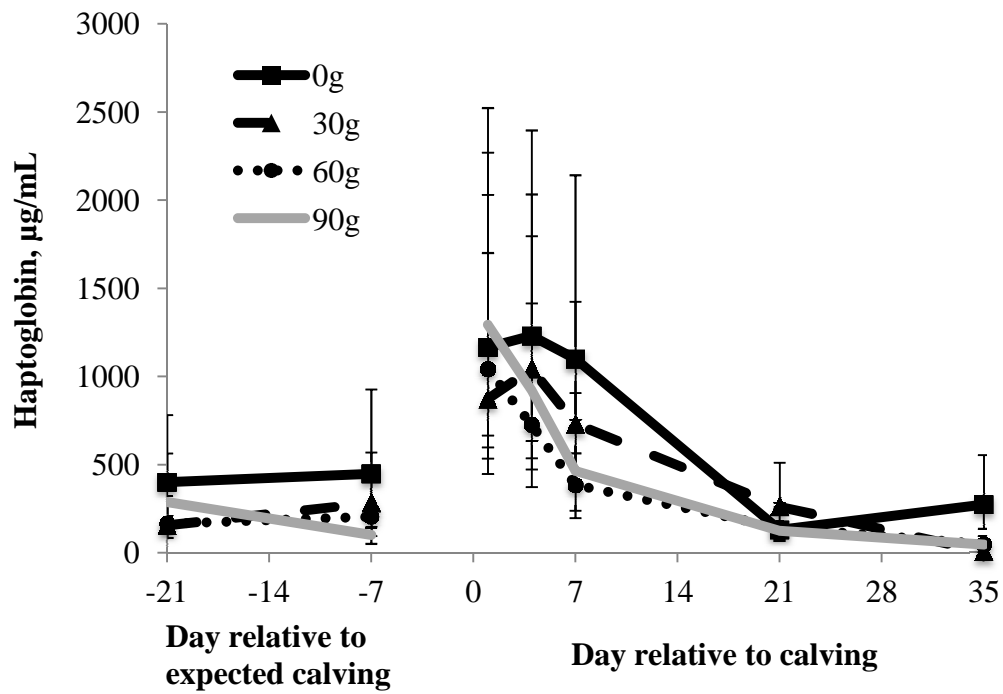 3000
2500
2000
1500
1000
500
0
Haptoglobin, µg/mL
0g
30g
60g
90g
-21 -14 -7 0 7 14 21 28 35
Day relative to
expected calving
Day relative to calving